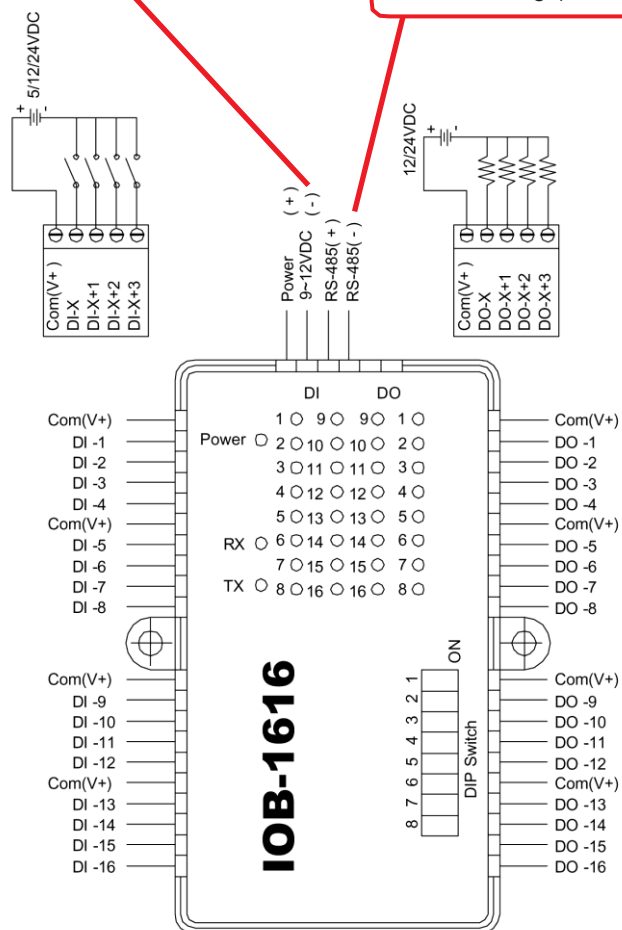 5/12/24VDC
+ -
Com(V+)
DI-X
DI-X+1
DI-X+2
DI-X+3
12/24VDC
+ -
Com(V+ )
DO-X
DO-X+1
DO-X+2
DO-X+3
Power (+)
9~12VDC (-)
RS-485(+)
RS-485(-)
DI DO
1 9 9 1
Power 2 10 10 2
3 11 11 3
4 12 12 4
5 13 13 5
RX 6 14 14 6
7 15 15 7
TX 8 16 16 8
Com(V+)
DI -1
DI -2
DI -3
DI -4
Com(V+)
DI -5
DI -6
DI -7
DI -8
Com(V+)
DI -9
DI -10
DI -11
DI -12
Com(V+)
DI -13
DI -14
DI -15
DI -16
IOB-1616
ON
1
2
3
4
5
6
7
8
DIP Switch
Com(V+)
DO -1
DO -2
DO -3
DO -4
Com(V+)
DO -5
DO -6
DO -7
DO -8
Com(V+)
DO -9
DO -10
DO -11
DO -12
Com(V+)
DO -13
DO -14
DO -15
DO -16